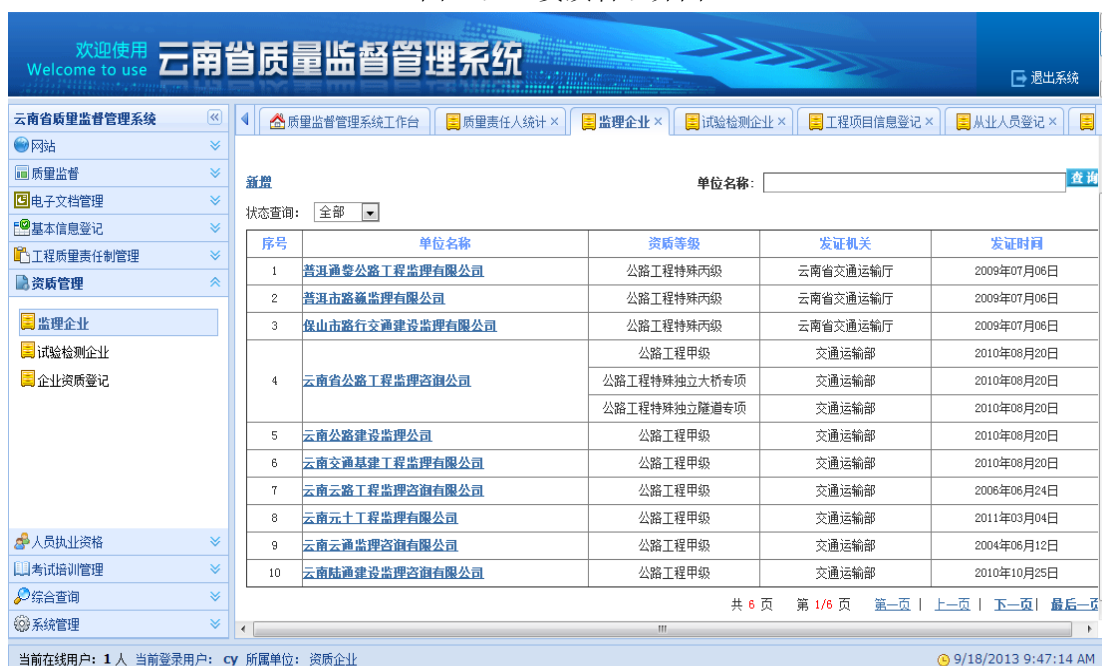 欢迎使用
Welcome to use
云南省质量监督管理系统
退出系统
云南省质量监督管理系统
网站
质量监督
电子文档管理
基本信息登记
工程质量责任制管理
资质管理
监理企业
试验检测企业
企业资质登记
人员执业资格
考试培训管理
综合查询
系统管理
质量监督管理系统工作台 质量责任人统计 × 监理企业 × 试验检测企业 × 工程项目信息登记 × 从业人员登记 ×
新增 单位名称: 查询
状态查询: 全部
序号 单位名称 资质等级 发证机关 发证时间
1 普洱通鍪公路工程监理有限公司 公路工程特殊丙级 云南省交通运输厅 2009年07月06日
2 普洱市路巍监理有限公司 公路工程特殊丙级 云南省交通运输厅 2009年07月06日
3 保山市路行交通建设监理有限公司 公路工程特殊丙级 云南省交通运输厅 2009年07月06日
公路工程甲级 交通运输部 2010年08月20日
4 云南省公路工程监理咨询公司 公路工程特殊独立大桥专项 交通运输部 2010年08月20日
公路工程特殊独立隧道专项 交通运输部 2010年08月20日
5 云南公路建设监理公司 公路工程甲级 交通运输部 2010年08月20日
6 云南交通基建工程监理有限公司 公路工程甲级 交通运输部 2010年08月20日
7 云南云路工程监理咨询有限公司 公路工程甲级 交通运输部 2006年06月24日
8 云南元土工程监理有限公司 公路工程甲级 交通运输部 2011年03月04日
9 云南云通监理咨询有限公司 公路工程甲级 交通运输部 2004年06月12日
10 云南陆通建设监理咨询有限公司 公路工程甲级 交通运输部 2010年10月25日
共 6 页 第 1/6 页 第一页 | 上一页 | 下一页 | 最后一页
当前在线用户: 1 人 当前登录用户: cy 所属单位: 资质企业 9/18/2013 9:47:14 AM